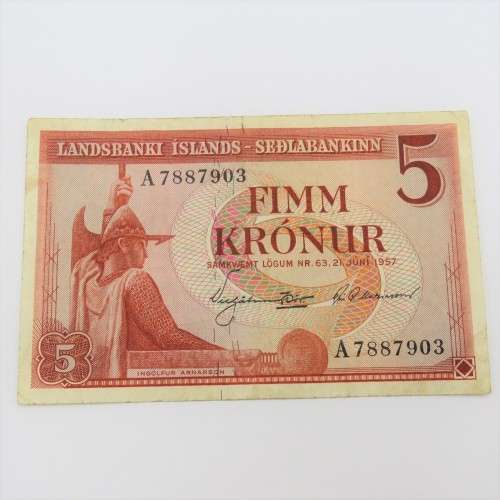 LANDSBANKI ÍSLANDS - SEÐLABANKINN
5
A7887903
FIMM
KRÓNUR
SAMKVÆMT LÖGUM NR. 63, 21. JÚNÍ 1957
A7887903
5
INGÓLFUR ARNARSON